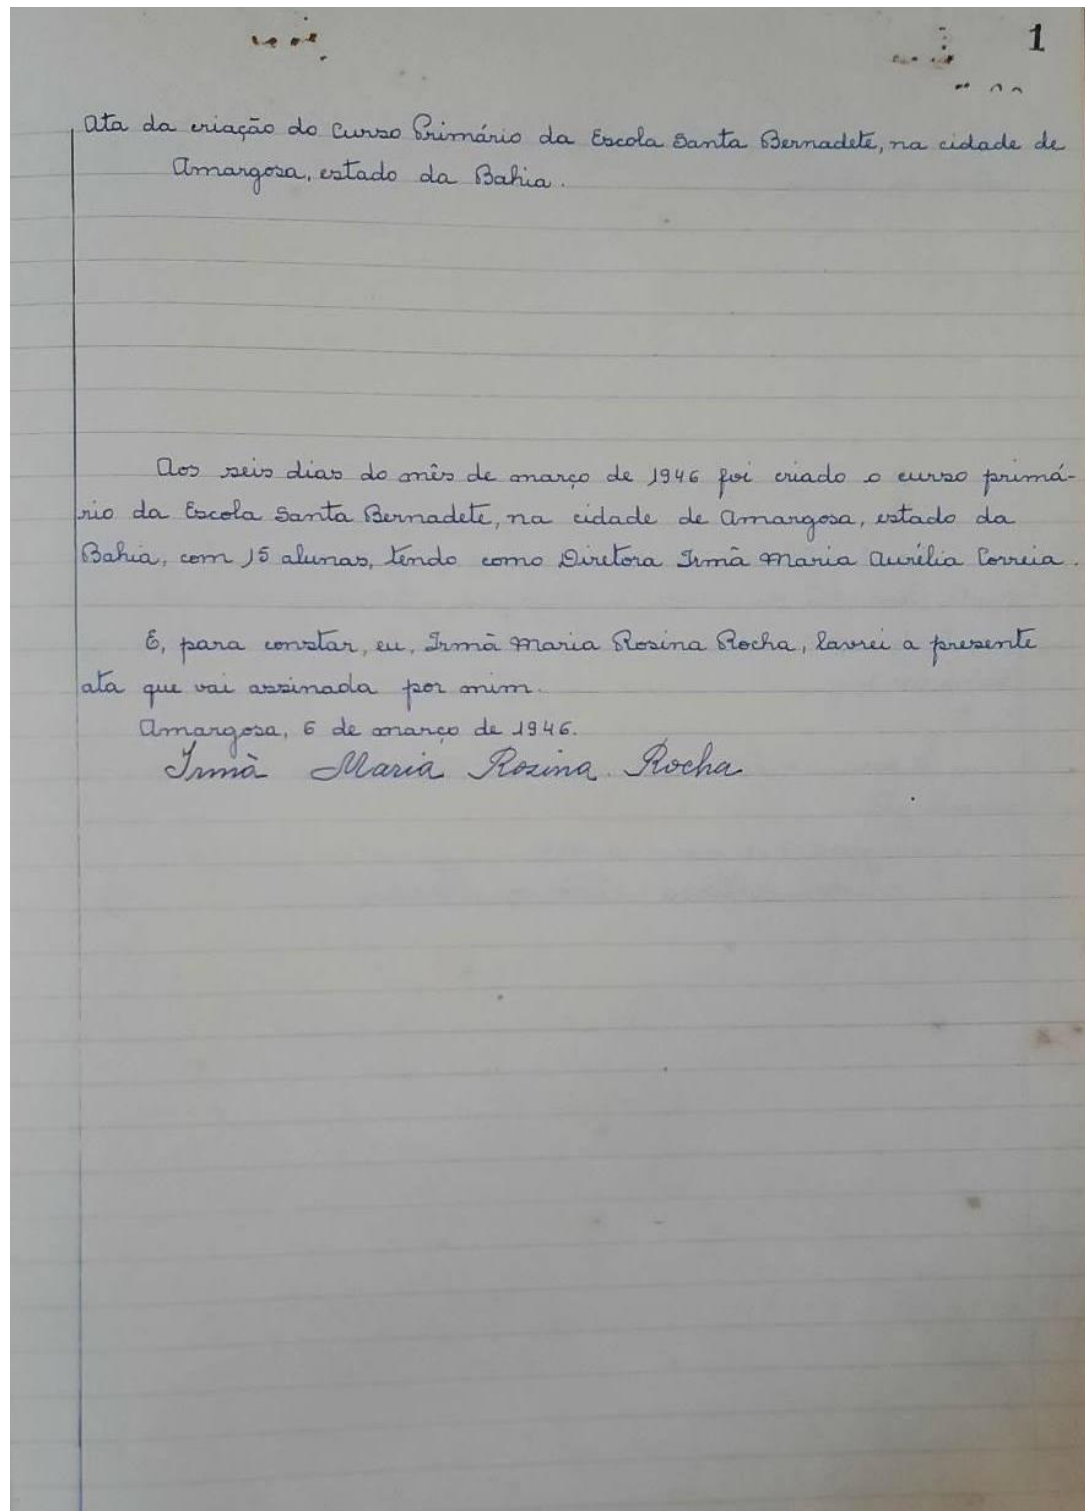 1
Ata da criação do Curso Primário da Escola Santa Bernadete, na cidade de
Amargosa, estado da Bahia.
Aos seis dias do mês de março de 1946 foi criado o curso primá-
rio da Escola Santa Bernadete, na cidade de Amargosa, estado da
Bahia, com 15 alunas, tendo como Diretora Irmã Maria Aurélia Correia.
E, para constar, eu, Irmã Maria Rosina Rocha, lavrei a presente
ata que vai assinada por mim.
Amargosa, 6 de março de 1946.
Irmã Maria Rosina Rocha